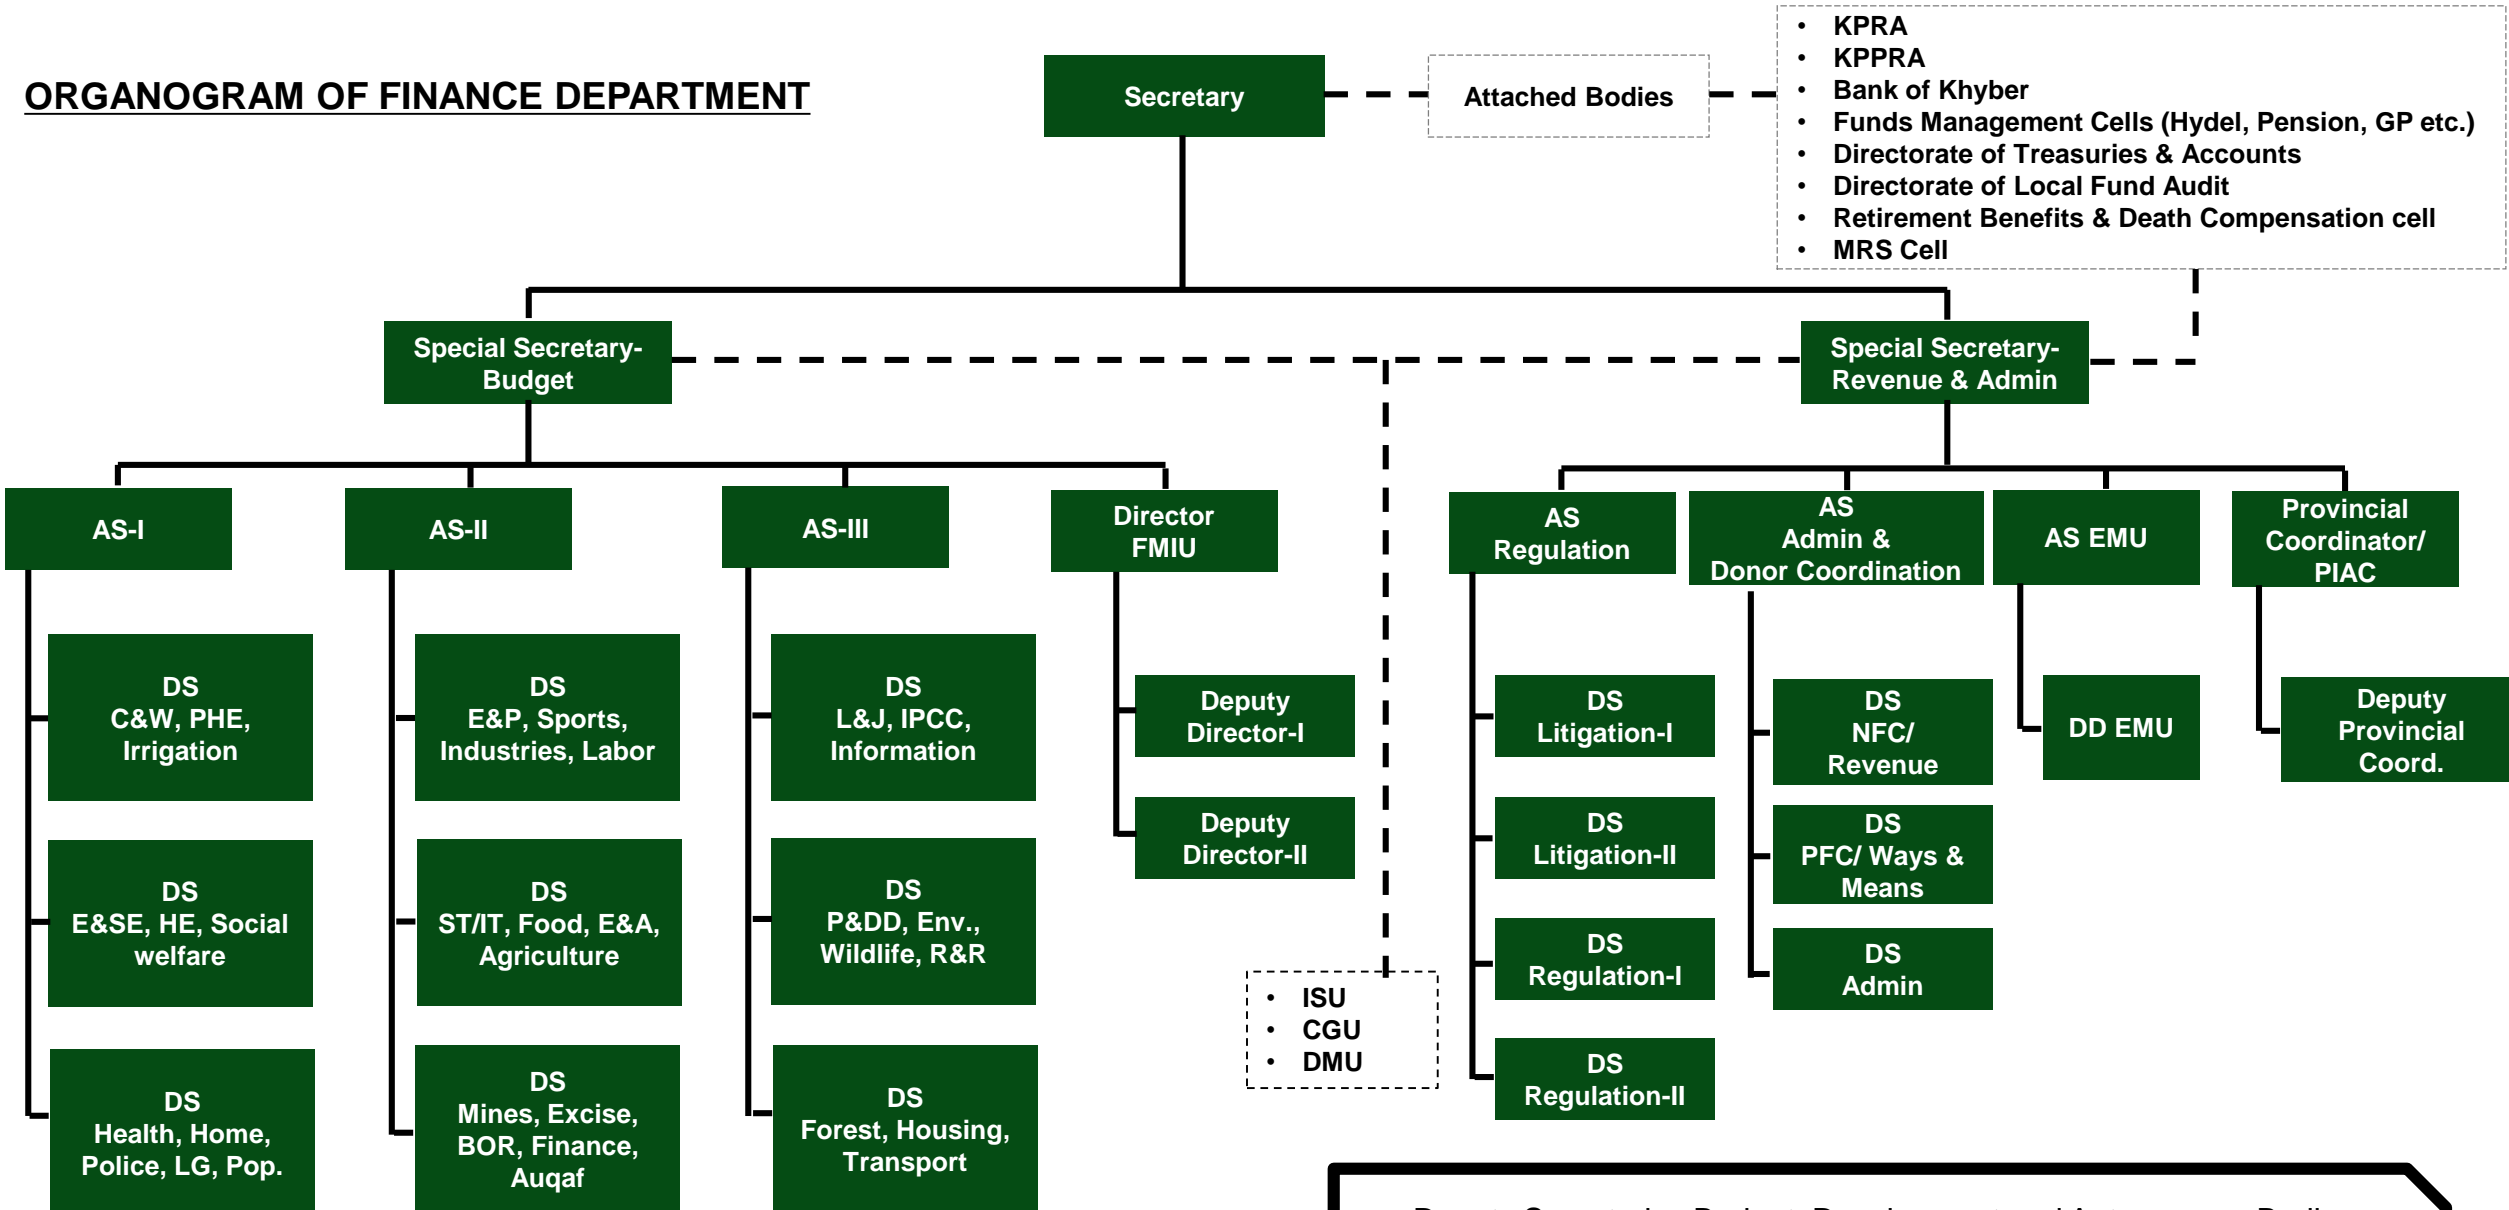 ORGANOGRAM OF FINANCE DEPARTMENT
Secretary
Attached Bodies
• KPRA
• KPPRA
• Bank of Khyber
• Funds Management Cells (Hydel, Pension, GP etc.)
• Directorate of Treasuries & Accounts
• Directorate of Local Fund Audit
• Retirement Benefits & Death Compensation cell
• MRS Cell
Special Secretary-
Budget
Special Secretary-
Revenue & Admin
AS-I
AS-II
AS-III
Director
FMIU
AS
Regulation
AS
Admin &
Donor Coordination
AS EMU
Provincial
Coordinator/
PIAC
DS
C&W, PHE,
Irrigation
DS
E&SE, HE, Social
welfare
DS
Health, Home,
Police, LG, Pop.
DS
E&P, Sports,
Industries, Labor
DS
ST/IT, Food, E&A,
Agriculture
DS
Mines, Excise,
BOR, Finance,
Auqaf
DS
L&J, IPCC,
Information
DS
P&DD, Env.,
Wildlife, R&R
DS
Forest, Housing,
Transport
Deputy
Director-I
Deputy
Director-II
• ISU
• CGU
• DMU
DS
Litigation-I
DS
Litigation-II
DS
Regulation-I
DS
Regulation-II
DS
NFC/
Revenue
DS
PFC/ Ways &
Means
DS
Admin
DD EMU
Deputy
Provincial
Coord.